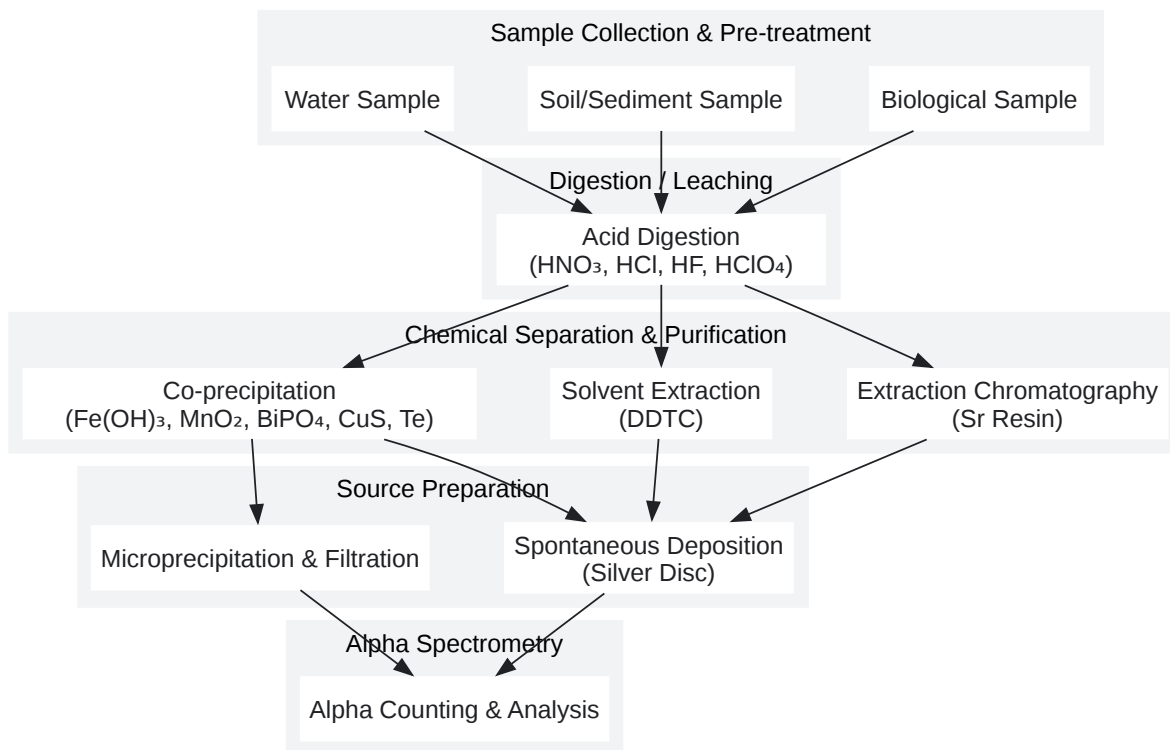 Sample Collection & Pre-treatment
Water Sample
Soil/Sediment Sample
Biological Sample
Digestion / Leaching
Acid Digestion
(HNO₃, HCl, HF, HClO₄)
Chemical Separation & Purification
Co-precipitation
(Fe(OH)₃, MnO₂, BiPO₄, CuS, Te)
Solvent Extraction
(DDTC)
Extraction Chromatography
(Sr Resin)
Source Preparation
Microprecipitation & Filtration
Spontaneous Deposition
(Silver Disc)
Alpha Spectrometry
Alpha Counting & Analysis